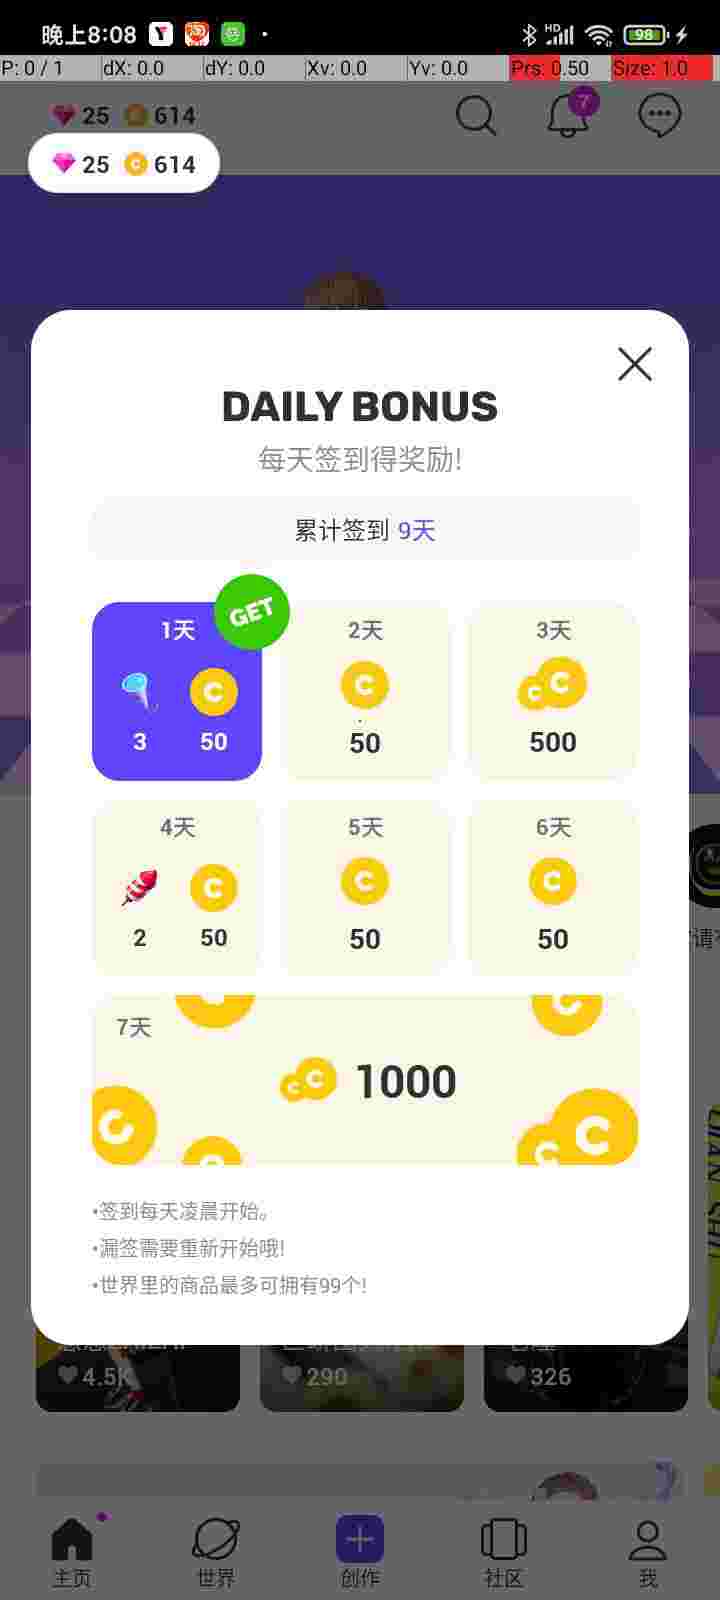 晚上8:08 HD 98
P: 0 / 1 dX: 0.0 dY: 0.0 Xv: 0.0 Yv: 0.0 Prs: 0.50 Size: 1.0
25 614 7
25 614
DAILY BONUS
每天签到得奖励!
累计签到 9天
GET
1天 2天 3天
3 50 50 500
4天 5天 6天
2 50 50 50
7天
1000
•签到每天凌晨开始。
•漏签需要重新开始哦!
•世界里的商品最多可拥有99个!
4.5K 290 326
主页 世界 创作 社区 我